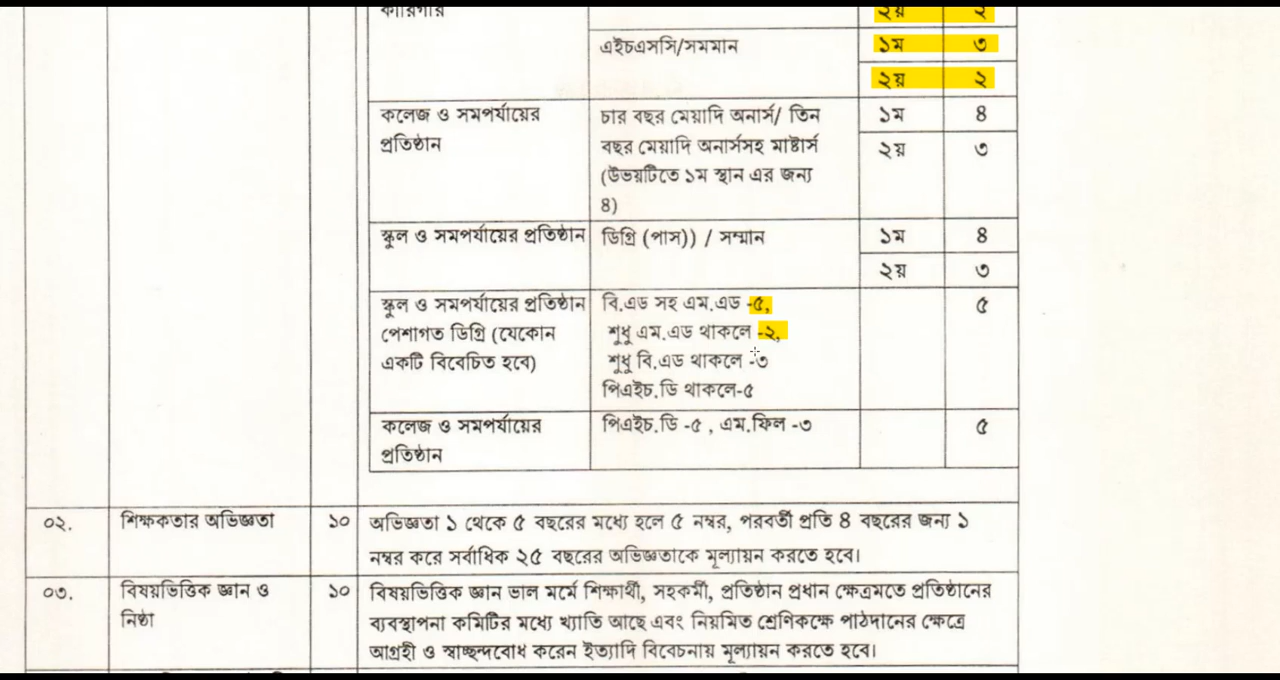 কারিগরি
২য় ২
এইচএসসি/সমমান ১ম ৩
২য় ২
কলেজ ও সমপর্যায়ের চার বছর মেয়াদি অনার্স/ তিন ১ম ৪
প্রতিষ্ঠান বছর মেয়াদি অনার্সসহ মাষ্টার্স ২য় ৩
(উভয়টিতে ১ম স্থান এর জন্য
৪)
স্কুল ও সমপর্যায়ের প্রতিষ্ঠান ডিগ্রি (পাস)) / সম্মান ১ম ৪
২য় ৩
স্কুল ও সমপর্যায়ের প্রতিষ্ঠান বি.এড সহ এম.এড -৫, ৫
পেশাগত ডিগ্রি (যেকোন শুধু এম.এড থাকলে -২,
একটি বিবেচিত হবে) শুধু বি.এড থাকলে -৩
পিএইচ.ডি থাকলে-৫
কলেজ ও সমপর্যায়ের পিএইচ.ডি -৫ , এম.ফিল -৩ ৫
প্রতিষ্ঠান
০২. শিক্ষকতার অভিজ্ঞতা ১০ অভিজ্ঞতা ১ থেকে ৫ বছরের মধ্যে হলে ৫ নম্বর, পরবর্তী প্রতি ৪ বছরের জন্য ১
নম্বর করে সর্বাধিক ২৫ বছরের অভিজ্ঞতাকে মূল্যায়ন করতে হবে।
০৩. বিষয়ভিত্তিক জ্ঞান ও ১০ বিষয়ভিত্তিক জ্ঞান ভাল মর্মে শিক্ষার্থী, সহকর্মী, প্রতিষ্ঠান প্রধান ক্ষেত্রমতে প্রতিষ্ঠানের
নিষ্ঠা ব্যবস্থাপনা কমিটির মধ্যে খ্যাতি আছে এবং নিয়মিত শ্রেণিকক্ষে পাঠদানের ক্ষেত্রে
আগ্রহী ও স্বাচ্ছন্দবোধ করেন ইত্যাদি বিবেচনায় মূল্যায়ন করতে হবে।